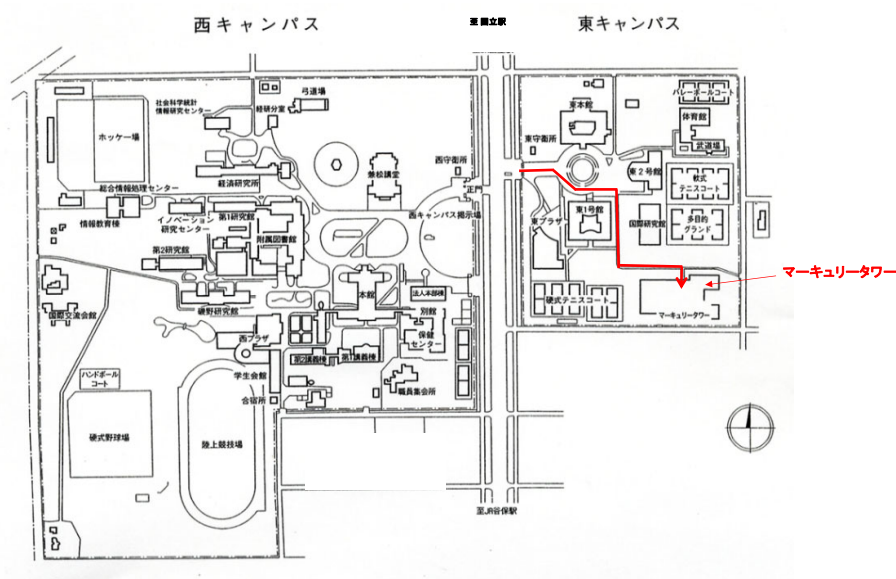 西キャンパス
至 国立駅
東キャンパス
社会科学統計
情報研究センター
経研分室
弓道場
ホッケー場
経済研究所
兼松講堂
西守衛所
正門
総合情報処理センター
情報教育棟
イノベーション
研究センター
第1研究館
附属図書館
西キャンパス掲示場
第2研究館
本館
法人本部棟
国際交流会館
磯野研究館
別館
保健
センター
西プラザ
第2講義棟
第1講義棟
ハンドボール
コート
学生会館
合宿所
職員集会所
硬式野球場
陸上競技場
至JR谷保駅
東本館
東守衛所
バレーボールコート
体育館
武道場
東2号館
軟式
テニスコート
東プラザ
東1号館
国際研究館
多目的
グランド
硬式テニスコート
マーキュリータワー
マーキュリータワー